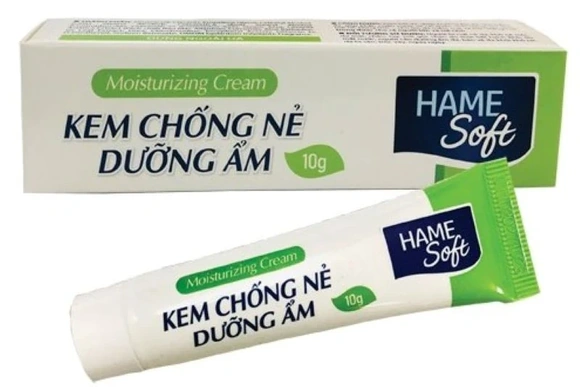 Moisturizing Cream
KEM CHỐNG NẺ
DƯỠNG ẨM
10g
HAME
Soft
Moisturizing Cream
KEM CHỐNG NẺ
DƯỠNG ẨM
10g
HAME
Soft